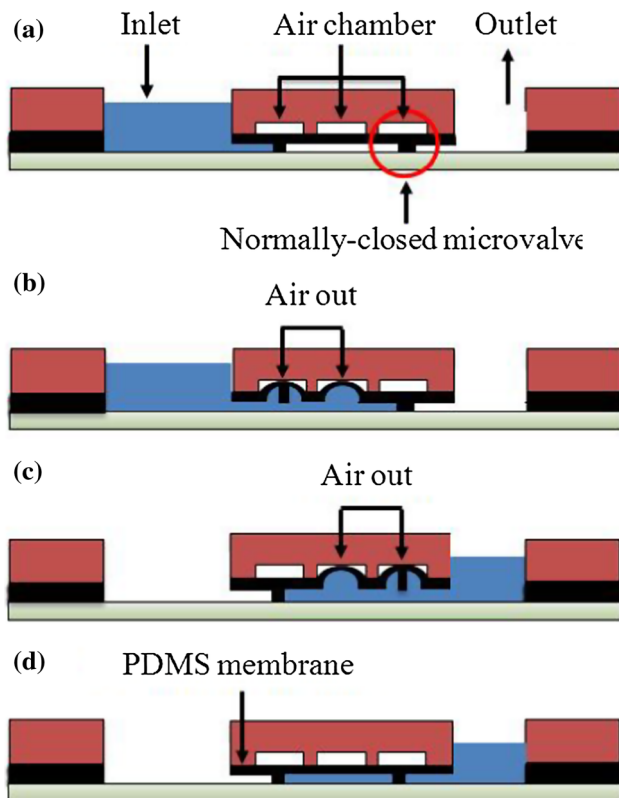 (a)
Inlet
Air chamber
Outlet
Normally-closed microvalve
(b)
Air out
(c)
Air out
(d)
PDMS membrane